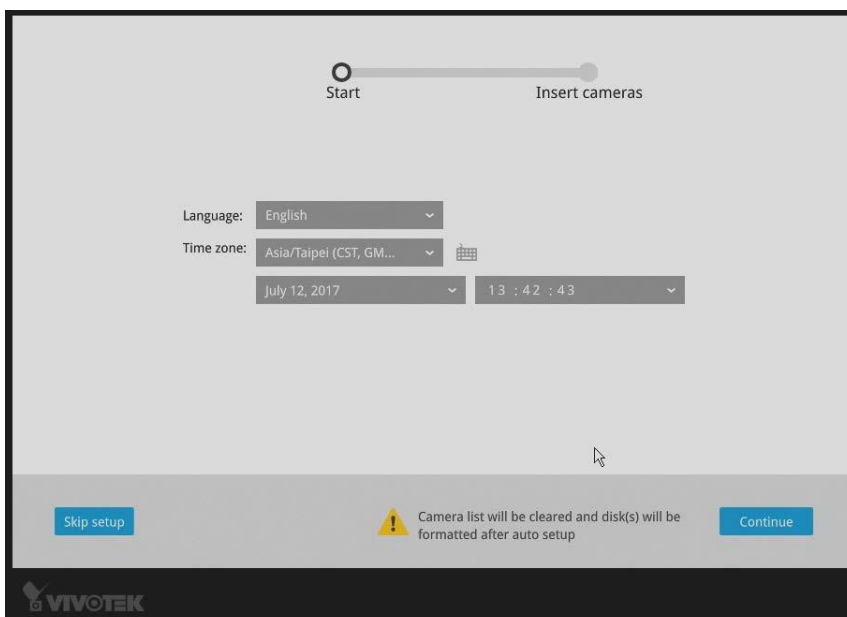 Start
Insert cameras
Language:
English
Time zone:
Asia/Taipei (CST, GM...
July 12, 2017
13 : 42 : 43
Skip setup
Camera list will be cleared and disk(s) will be
formatted after auto setup
Continue
VIVOTEK